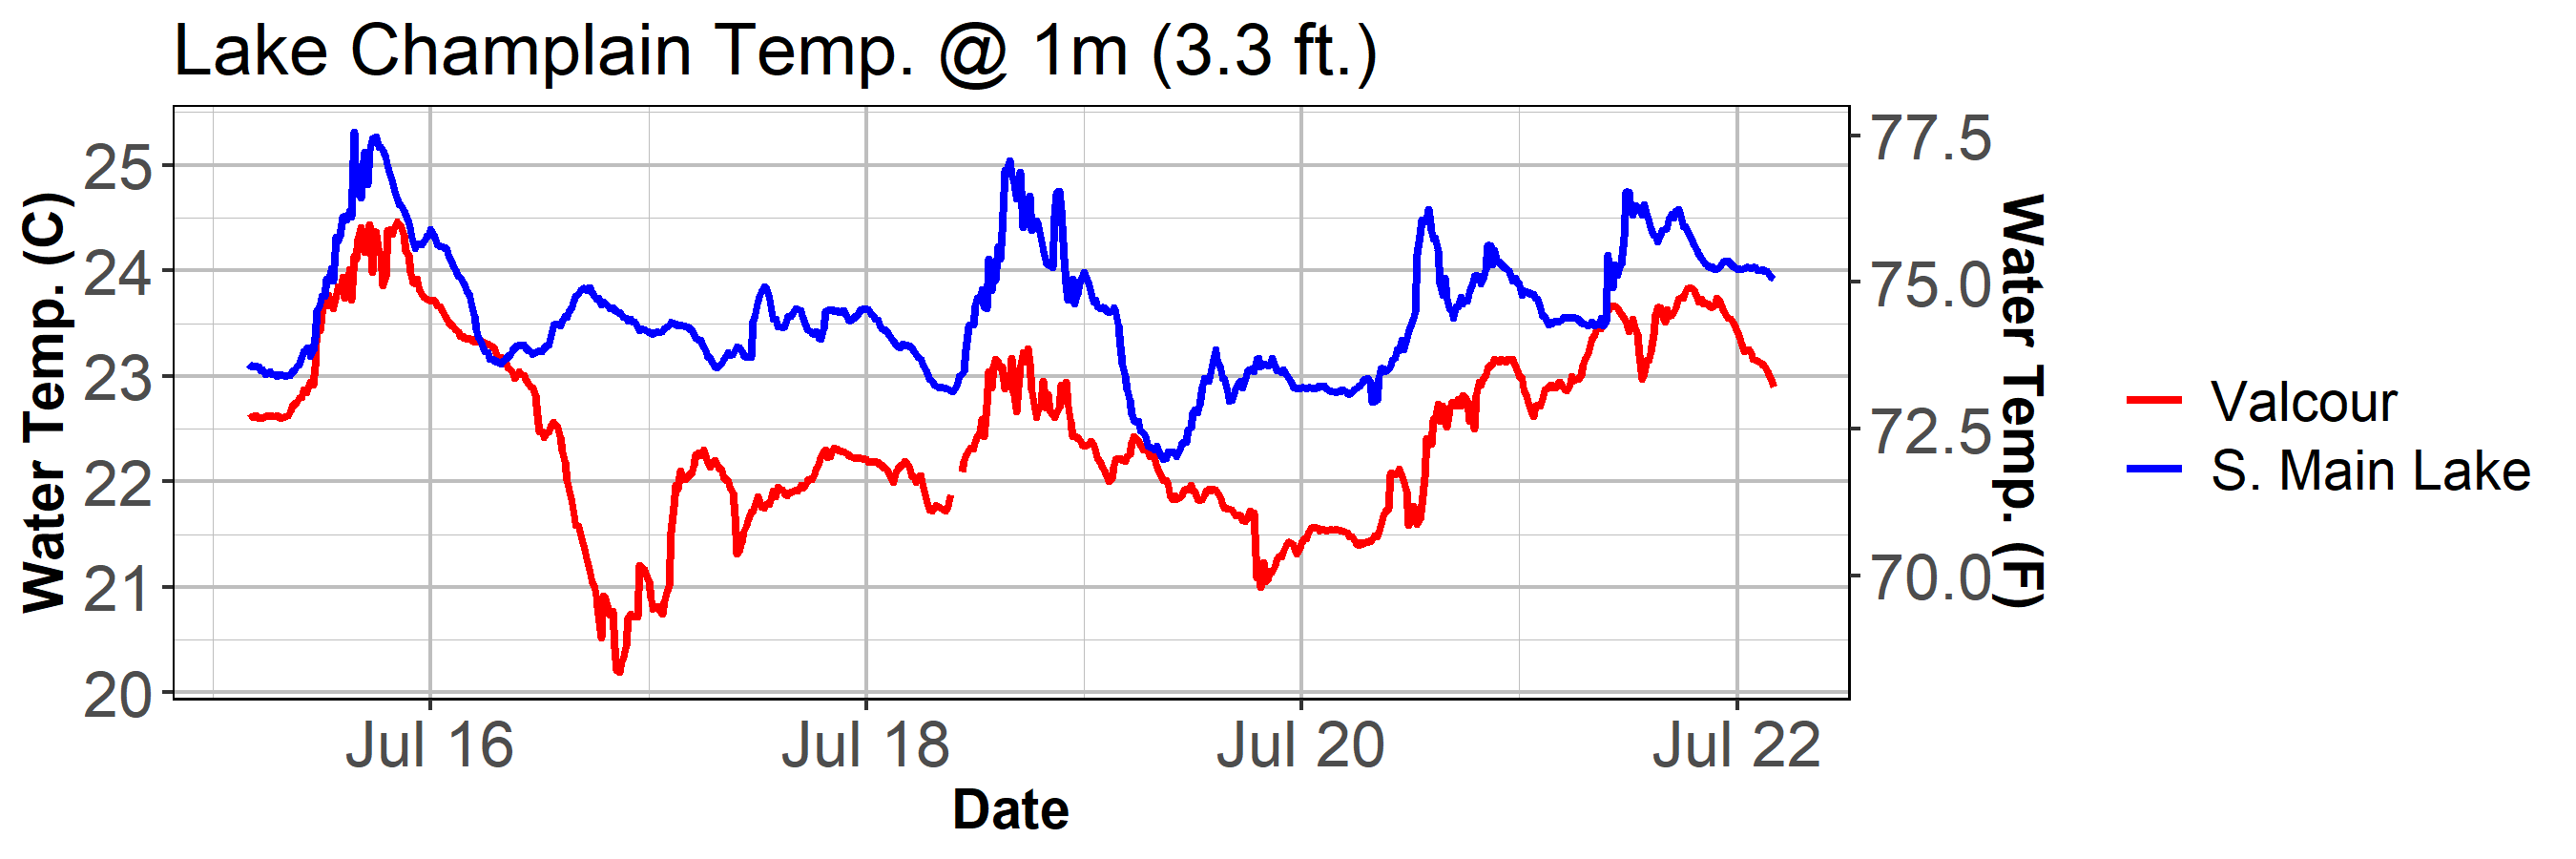 Lake Champlain Temp. @ 1m (3.3 ft.)
Water Temp. (C)
25
24
23
22
21
20
77.5
75.0
72.5
70.0
Water Temp. (F)
Jul 16
Jul 18
Jul 20
Jul 22
Date
Valcour
S. Main Lake